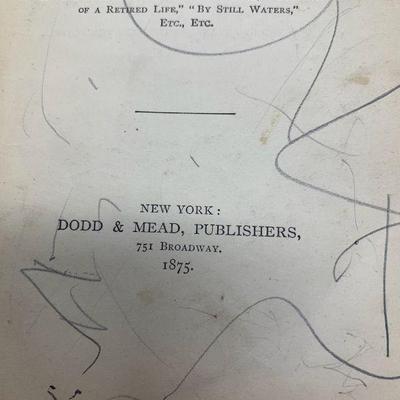 OF A RETIRED LIFE," "BY STILL WATERS,"
ETC., ETC.
NEW YORK:
DODD & MEAD, PUBLISHERS,
751 BROADWAY.
1875.